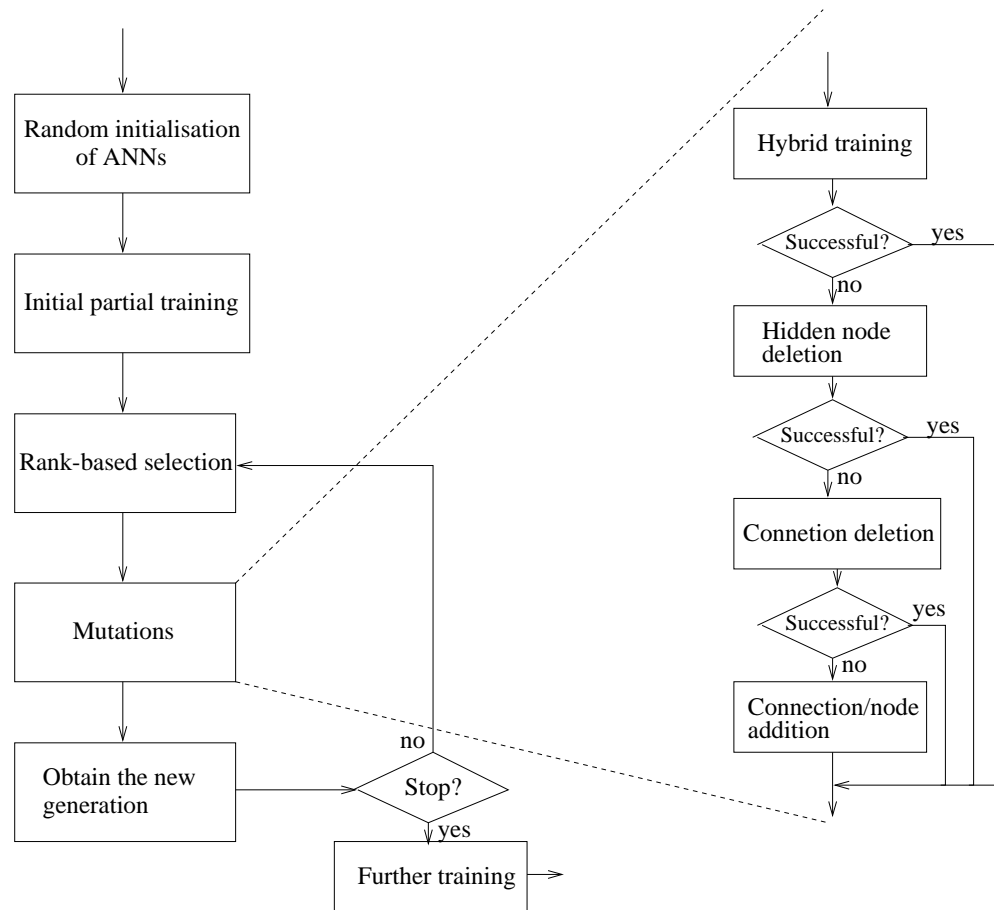 Random initialisation
of ANNs
Initial partial training
Rank-based selection
Mutations
Obtain the new
generation
no
Stop?
yes
Further training
Hybrid training
Successful?
yes
no
Hidden node
deletion
Successful?
yes
no
Connetion deletion
Successful?
yes
no
Connection/node
addition